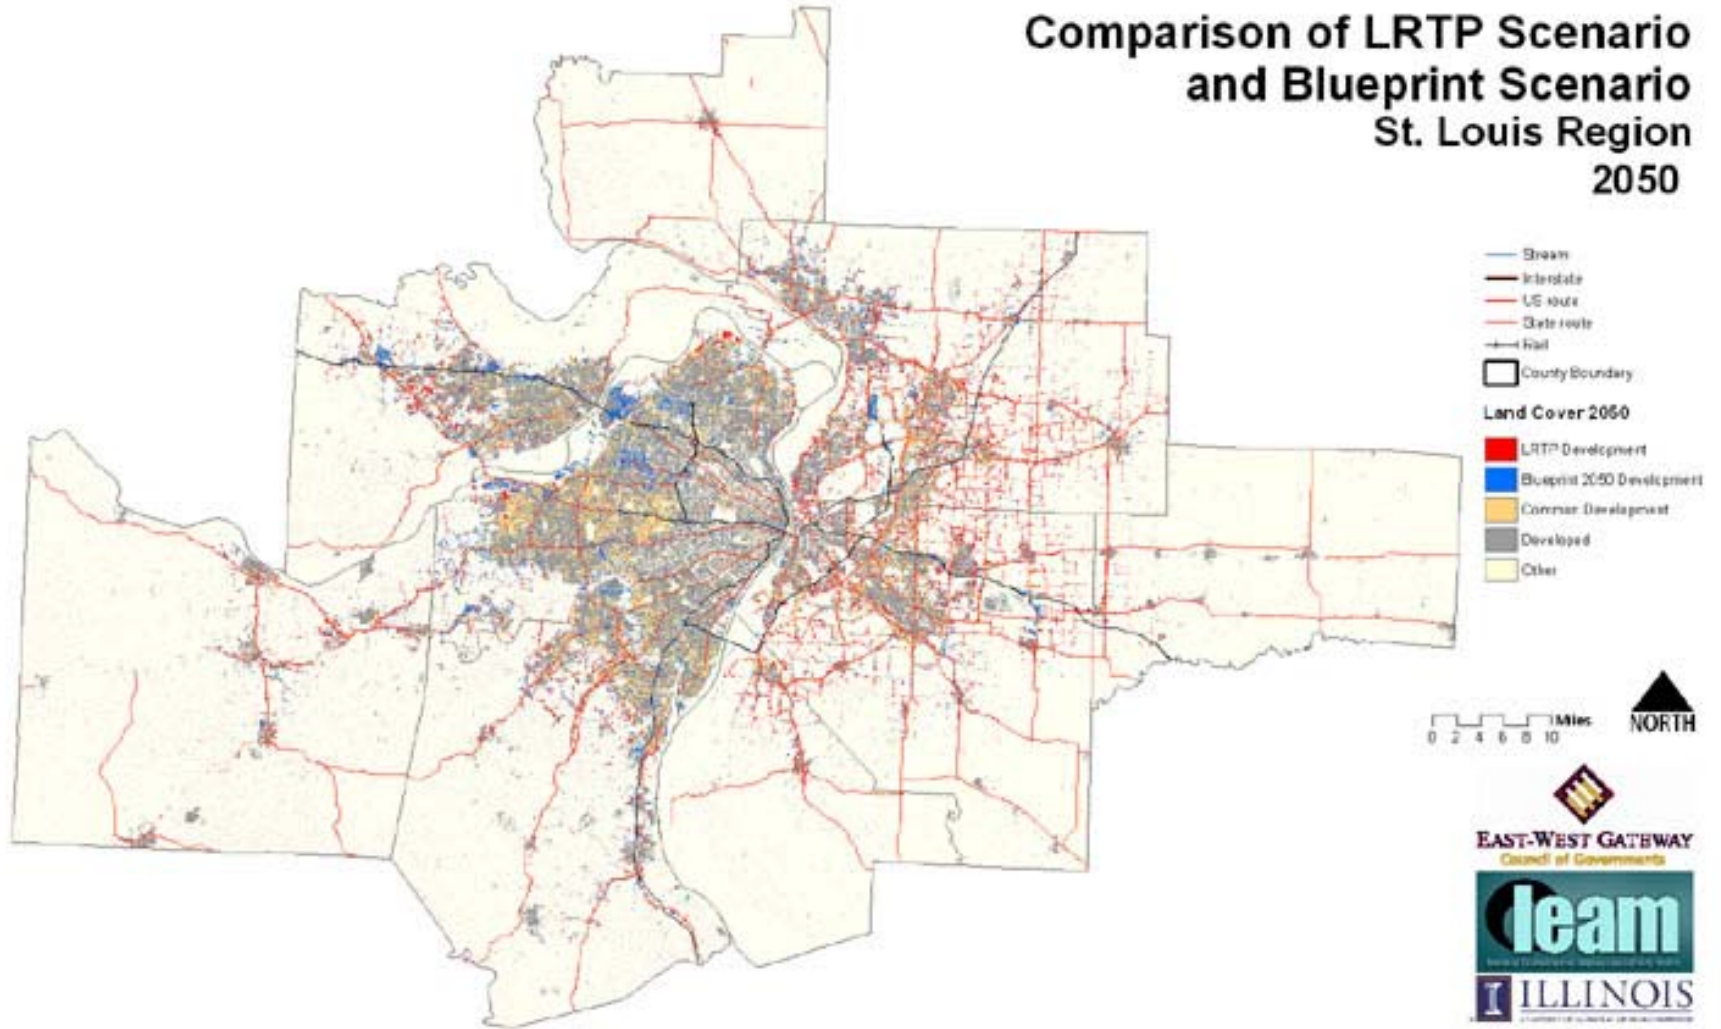 Comparison of LRTP Scenario
and Blueprint Scenario
St. Louis Region
2050
Stream
Interstate
US route
State route
Rail
County Boundary
Land Cover 2050
LRTP Development
Blueprint 2050 Development
Common Development
Developed
Other
Miles
0 2 4 6 8 10
NORTH
EAST-WEST GATEWAY
Council of Governments
leam
I ILLINOIS